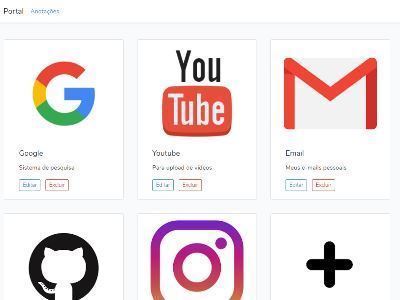 Portal Anotações
You
Tube
Google
Youtube
Email
Sistema de pesquisa
Para upload de vídeos
Meus e-mails pessoais
Editar Excluir
Editar Excluir
Editar Excluir